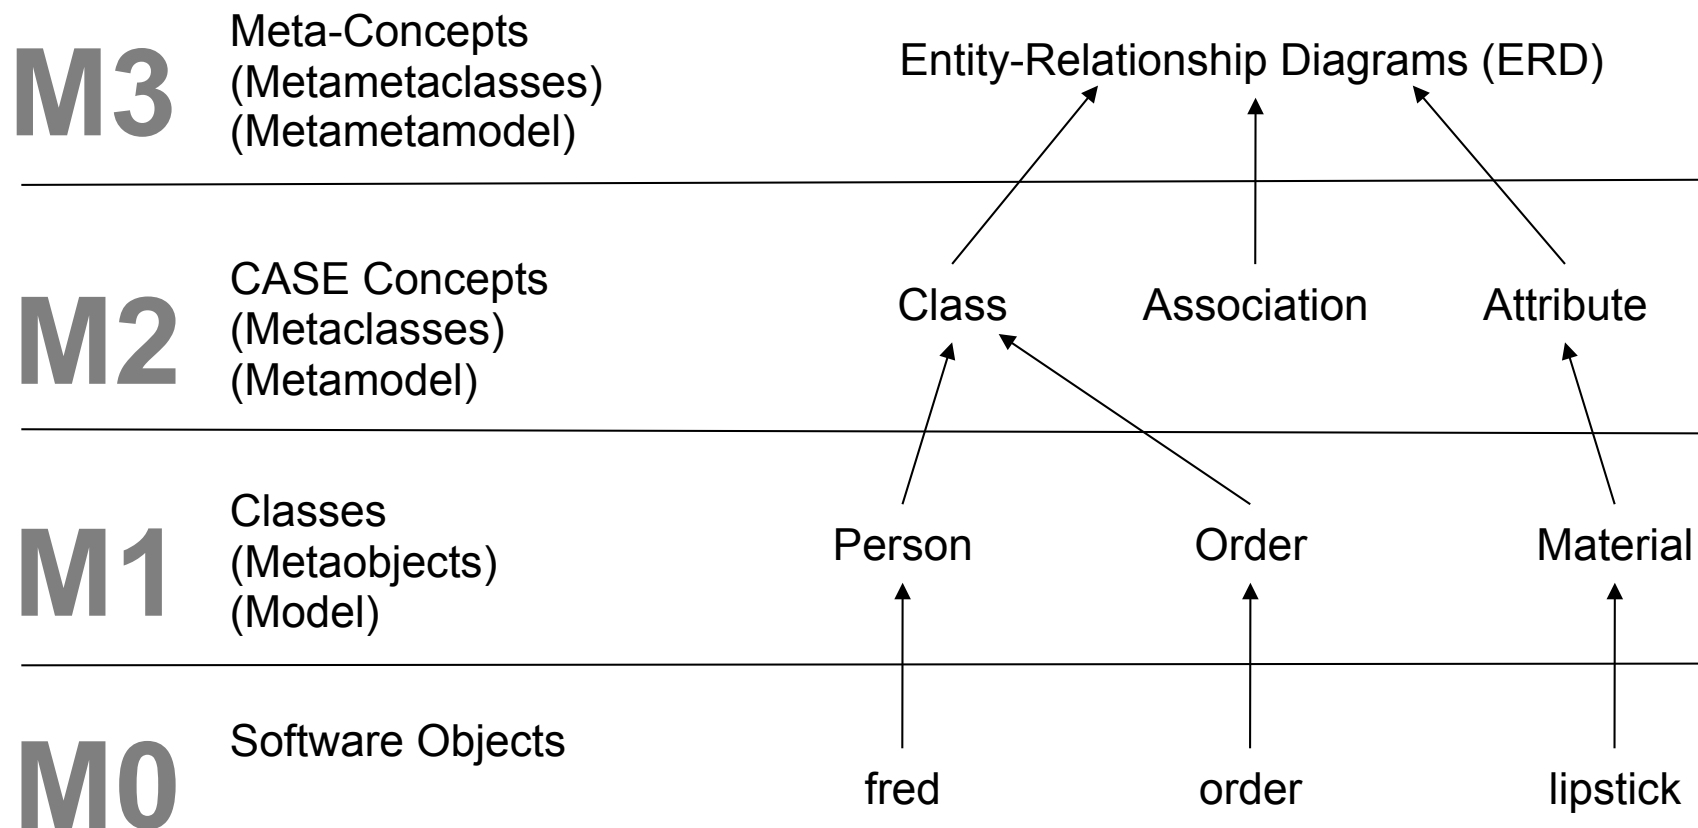 M3
Meta-Concepts
(Metametaclasses)
(Metametamodel)
Entity-Relationship Diagrams (ERD)
M2
CASE Concepts
(Metaclasses)
(Metamodel)
Class
Association
Attribute
M1
Classes
(Metaobjects)
(Model)
Person
Order
Material
M0
Software Objects
fred
order
lipstick